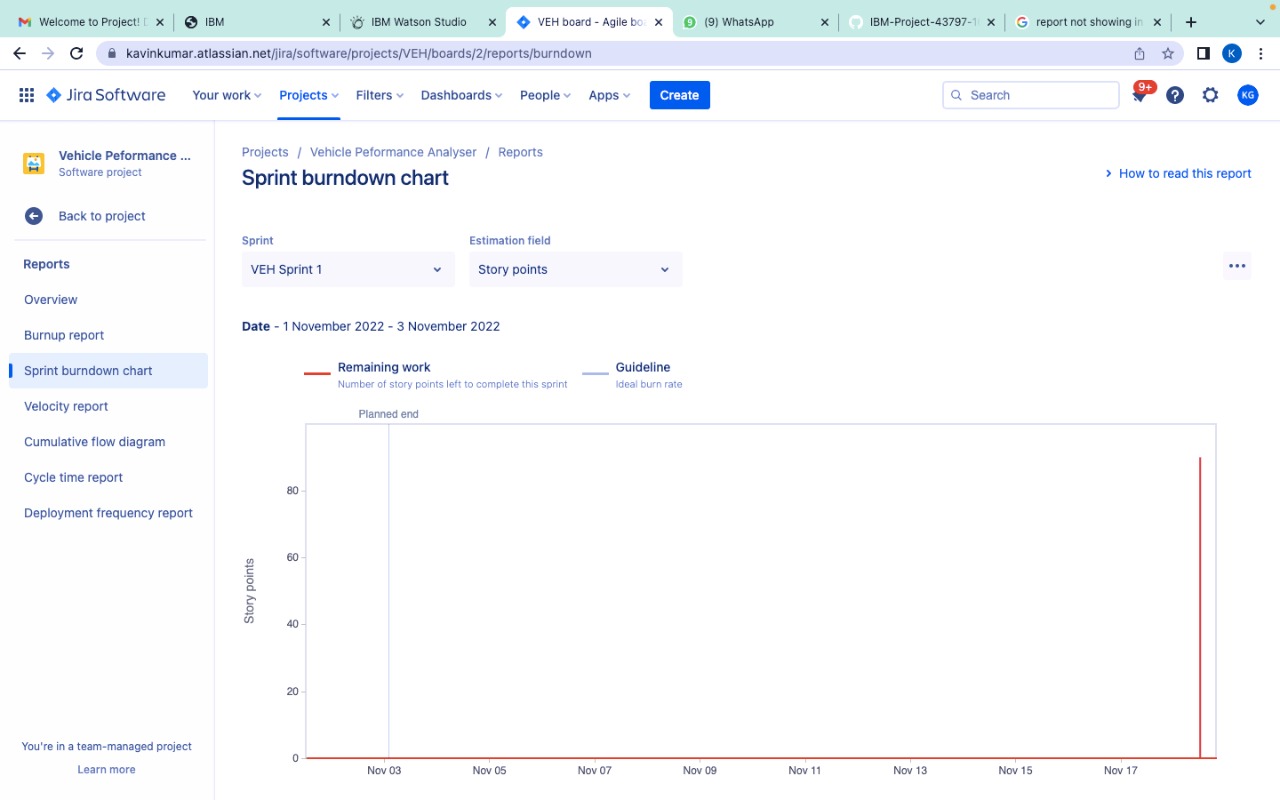 Welcome to Project! D
IBM
IBM Watson Studio
VEH board - Agile boa
(9) WhatsApp
IBM-Project-43797-1
report not showing in
kavinkumar.atlassian.net/jira/software/projects/VEH/boards/2/reports/burndown
K
Jira Software
Your work
Projects
Filters
Dashboards
People
Apps
Create
Search
9+
KG
Vehicle Peformance ...
Software project
Back to project
Reports
Overview
Burnup report
Sprint burndown chart
Velocity report
Cumulative flow diagram
Cycle time report
Deployment frequency report
You're in a team-managed project
Learn more
Projects / Vehicle Peformance Analyser / Reports
Sprint burndown chart
How to read this report
Sprint
Estimation field
VEH Sprint 1
Story points
Date - 1 November 2022 - 3 November 2022
Remaining work
Number of story points left to complete this sprint
Guideline
Ideal burn rate
Planned end
Story points
80
60
40
20
0
Nov 03
Nov 05
Nov 07
Nov 09
Nov 11
Nov 13
Nov 15
Nov 17